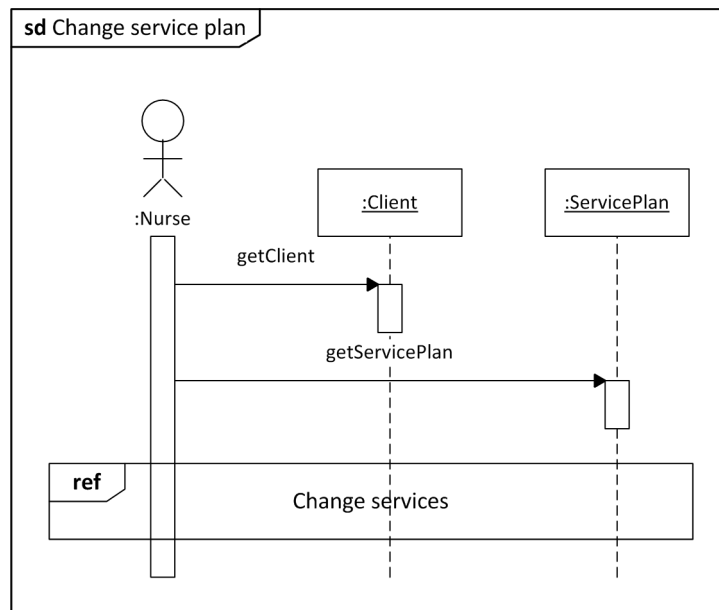 sd Change service plan
:Nurse
:Client
:ServicePlan
getClient
getServicePlan
ref
Change services